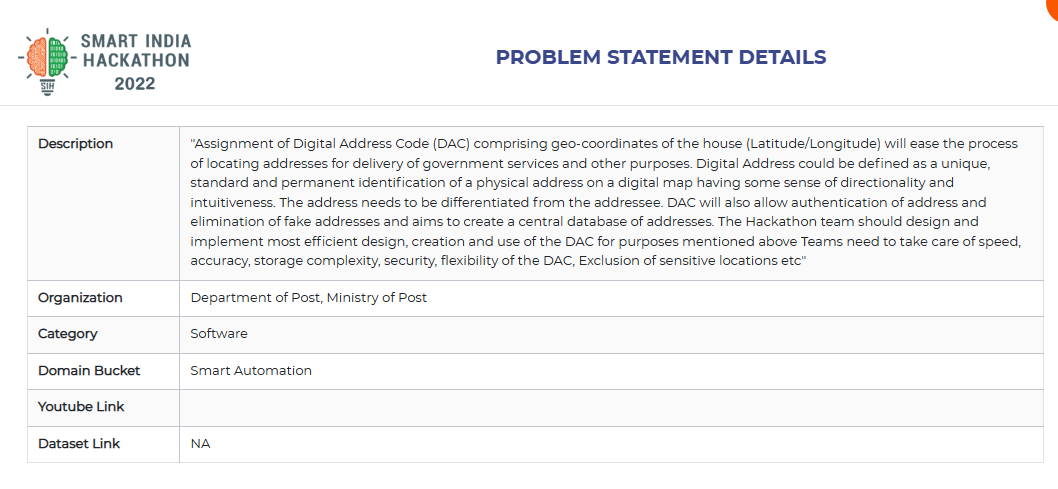 SMART INDIA
HACKATHON
2022
SIH
PROBLEM STATEMENT DETAILS
Description
"Assignment of Digital Address Code (DAC) comprising geo-coordinates of the house (Latitude/Longitude) will ease the process
of locating addresses for delivery of government services and other purposes. Digital Address could be defined as a unique,
standard and permanent identification of a physical address on a digital map having some sense of directionality and
intuitiveness. The address needs to be differentiated from the addressee. DAC will also allow authentication of address and
elimination of fake addresses and aims to create a central database of addresses. The Hackathon team should design and
implement most efficient design, creation and use of the DAC for purposes mentioned above Teams need to take care of speed,
accuracy, storage complexity, security, flexibility of the DAC, Exclusion of sensitive locations etc"
Organization
Department of Post, Ministry of Post
Category
Software
Domain Bucket
Smart Automation
Youtube Link
Dataset Link
NA